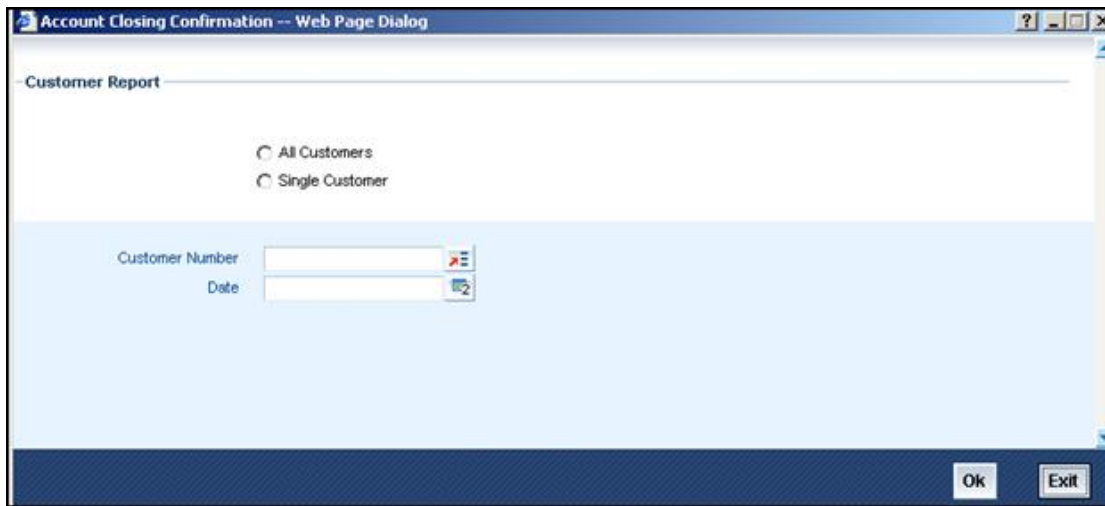 Account Closing Confirmation -- Web Page Dialog
Customer Report
All Customers
Single Customer
Customer Number
Date
Ok
Exit